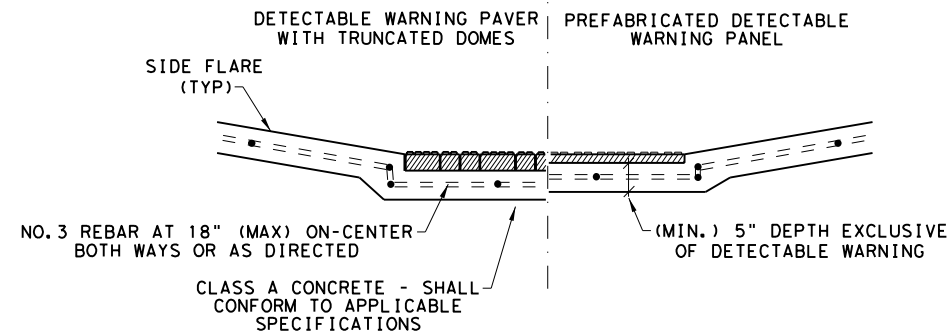 DETECTABLE WARNING PAVER
WITH TRUNCATED DOMES
PREFABRICATED DETECTABLE
WARNING PANEL
SIDE FLARE
(TYP)
NO.3 REBAR AT 18" (MAX) ON-CENTER
BOTH WAYS OR AS DIRECTED
(MIN.) 5" DEPTH EXCLUSIVE
OF DETECTABLE WARNING
CLASS A CONCRETE - SHALL
CONFORM TO APPLICABLE
SPECIFICATIONS